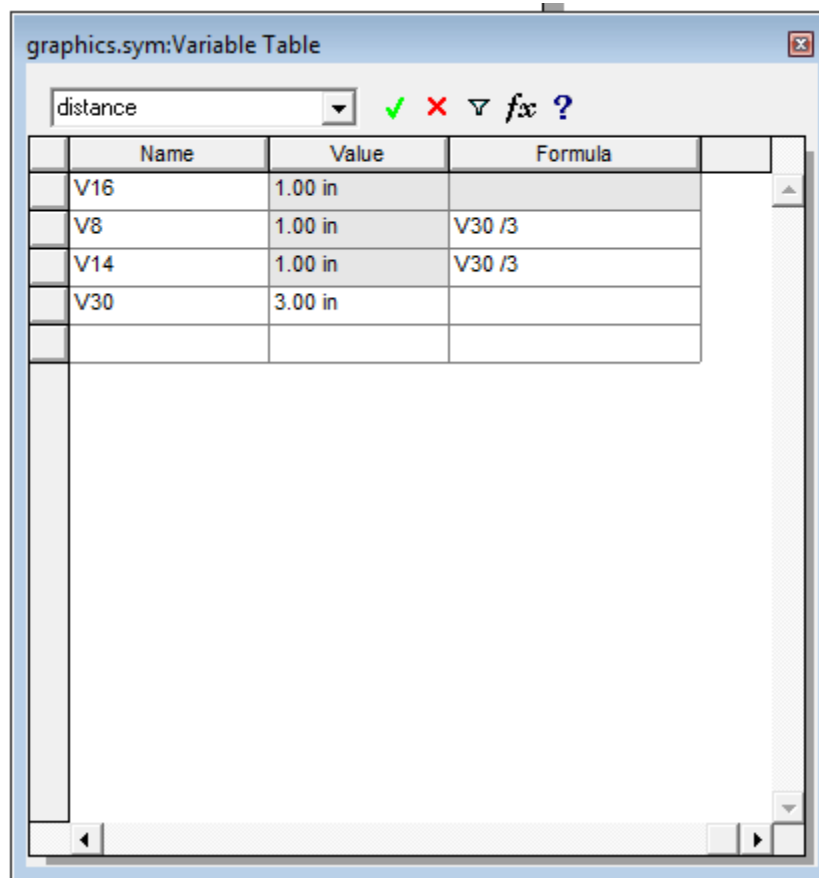 graphics.sym:Variable Table
distance fx ?
Name Value Formula
V16 1.00 in
V8 1.00 in V30 /3
V14 1.00 in V30 /3
V30 3.00 in